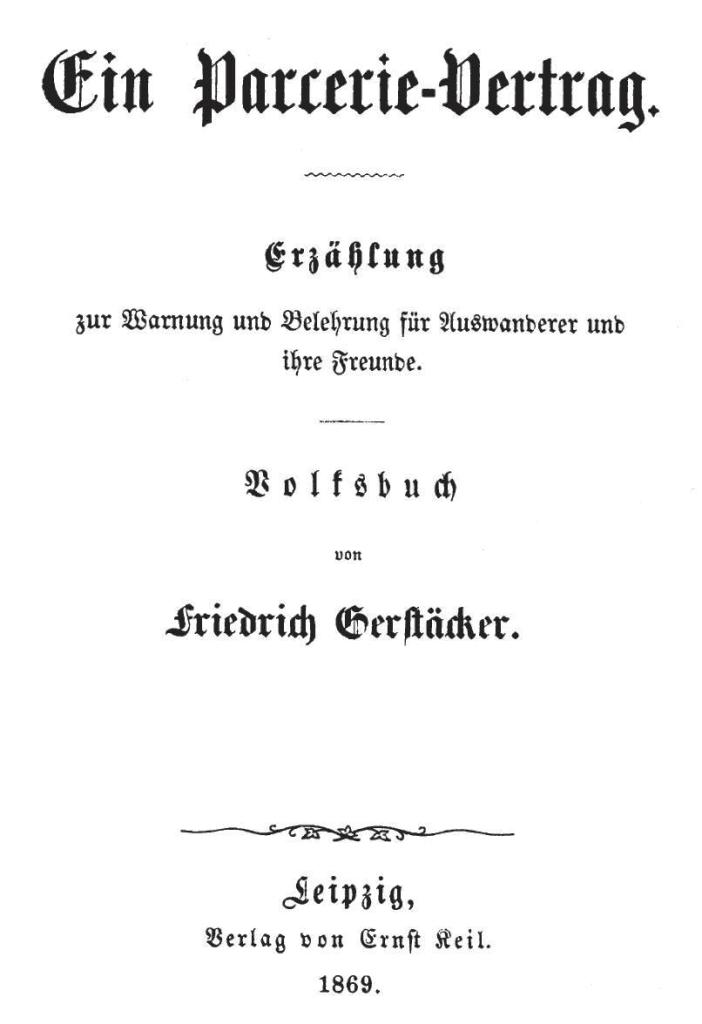 Ein Parcerie-Vertrag.
Erzählung
zur Warnung und Belehrung für Auswanderer und
ihre Freunde.
Volksbuch
von
Friedrich Gerstäcker.
Leipzig,
Verlag von Ernst Keil.
1869.